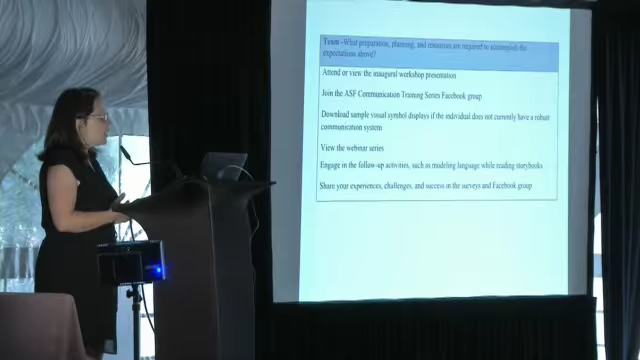 Team -What preparation, planning, and resources are required to accomplish the
expectations above?
Attend or view the inaugural workshop presentation
Join the ASF Communication Training Series Facebook group
Download sample visual symbol displays if the individual does not currently have a robust
communication system
View the webinar series
Engage in the follow-up activities, such as modeling language while reading storybooks
Share your experiences, challenges, and success in the surveys and Facebook group